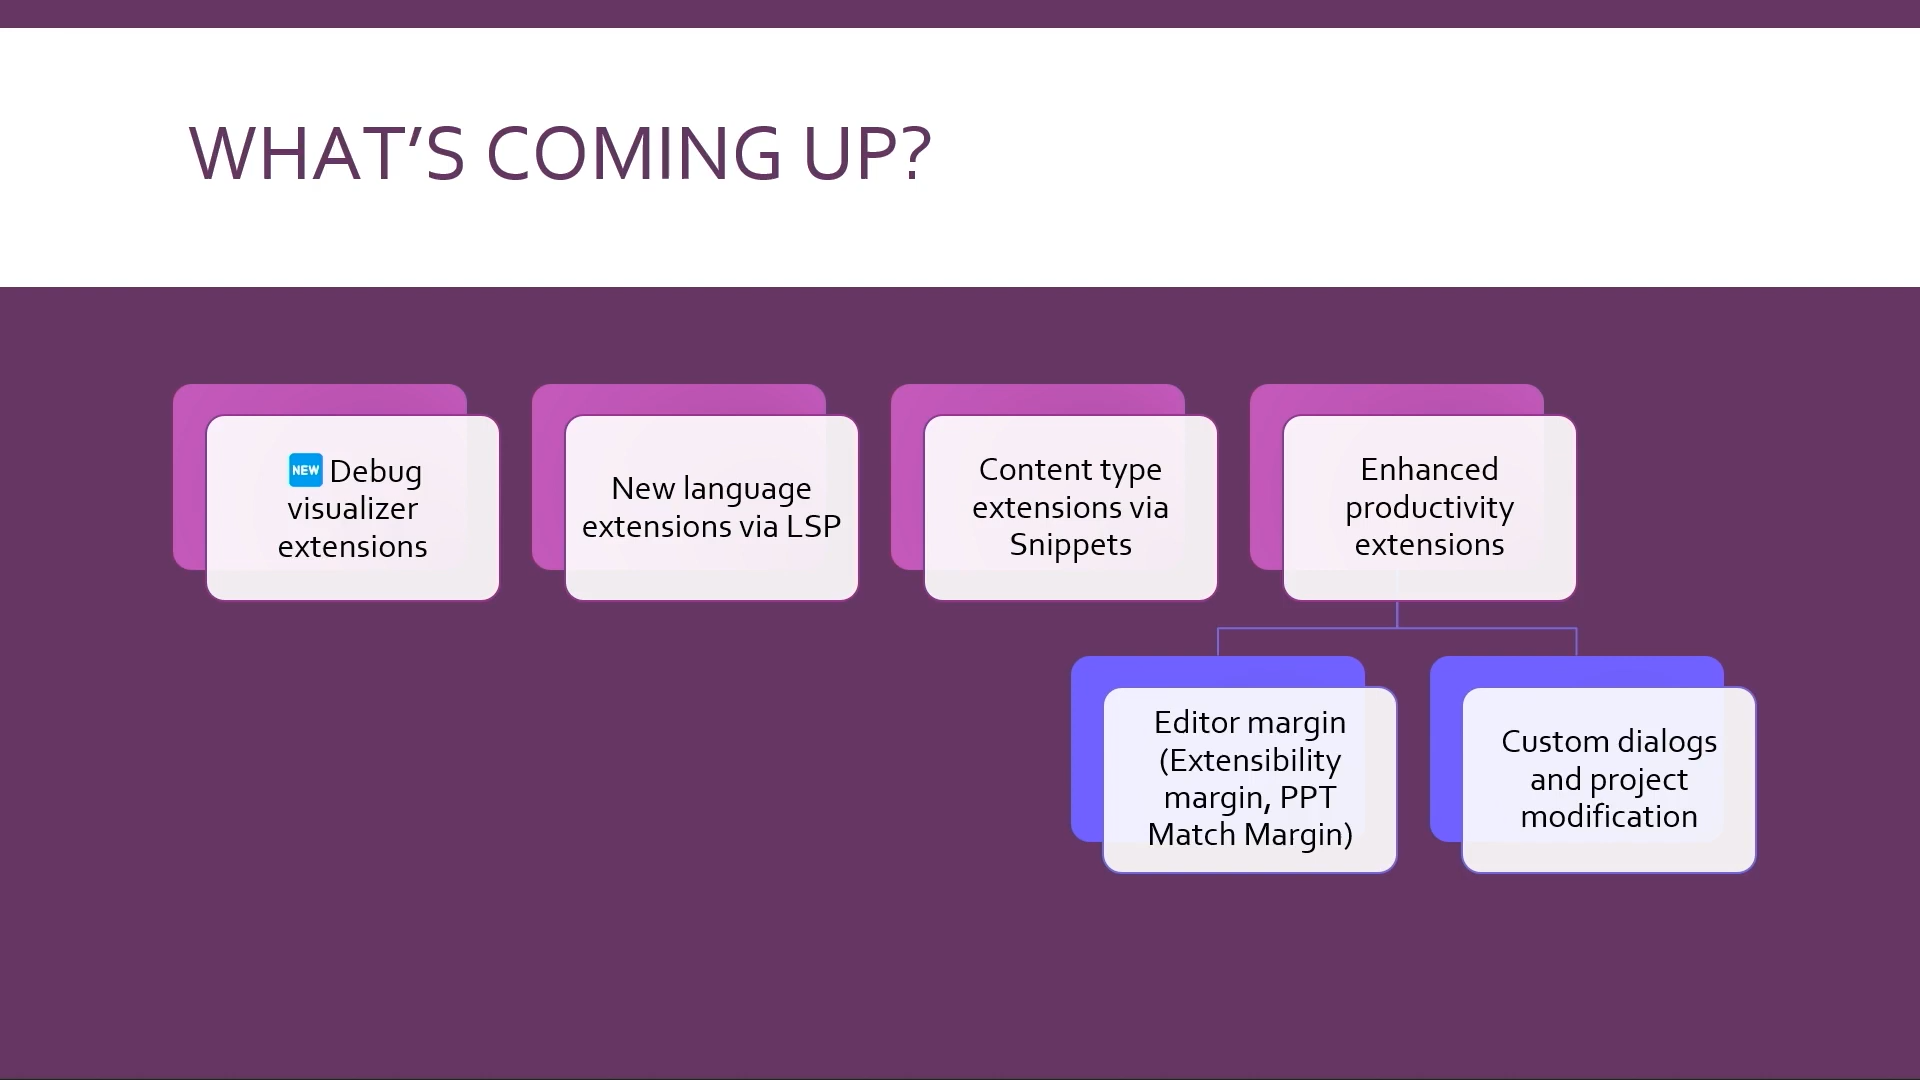 WHAT’S COMING UP?
NEW Debug
visualizer
extensions
New language
extensions via LSP
Content type
extensions via
Snippets
Enhanced
productivity
extensions
Editor margin
(Extensibility
margin, PPT
Match Margin)
Custom dialogs
and project
modification